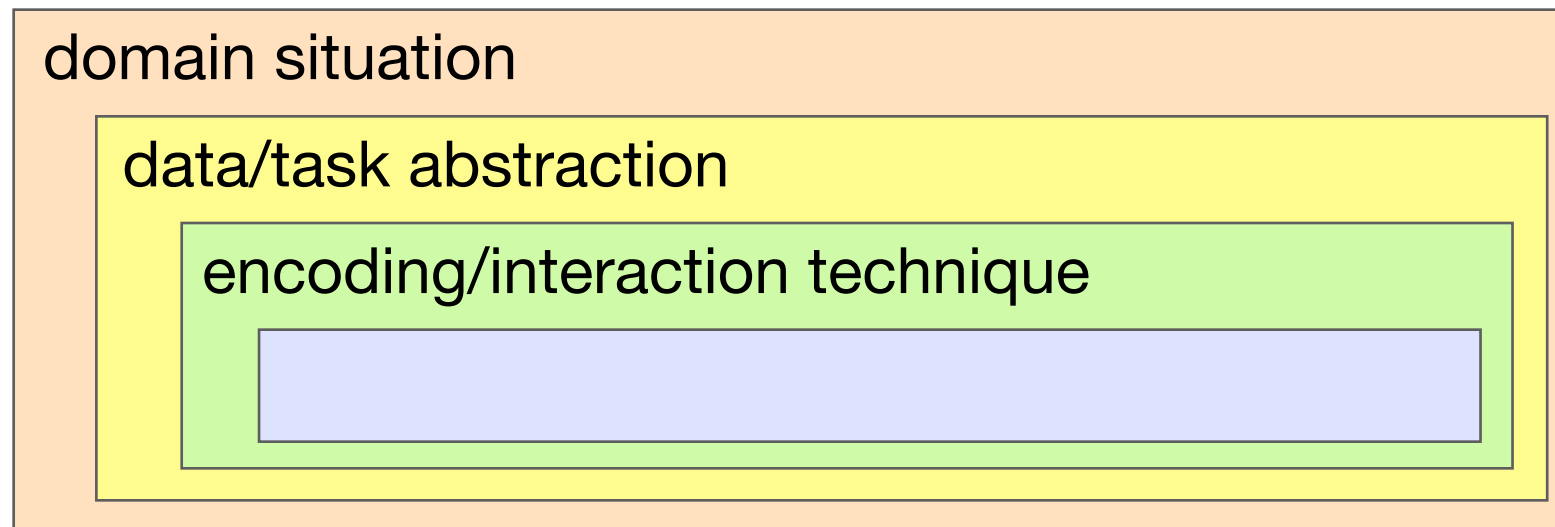 domain situation
data/task abstraction
encoding/interaction technique